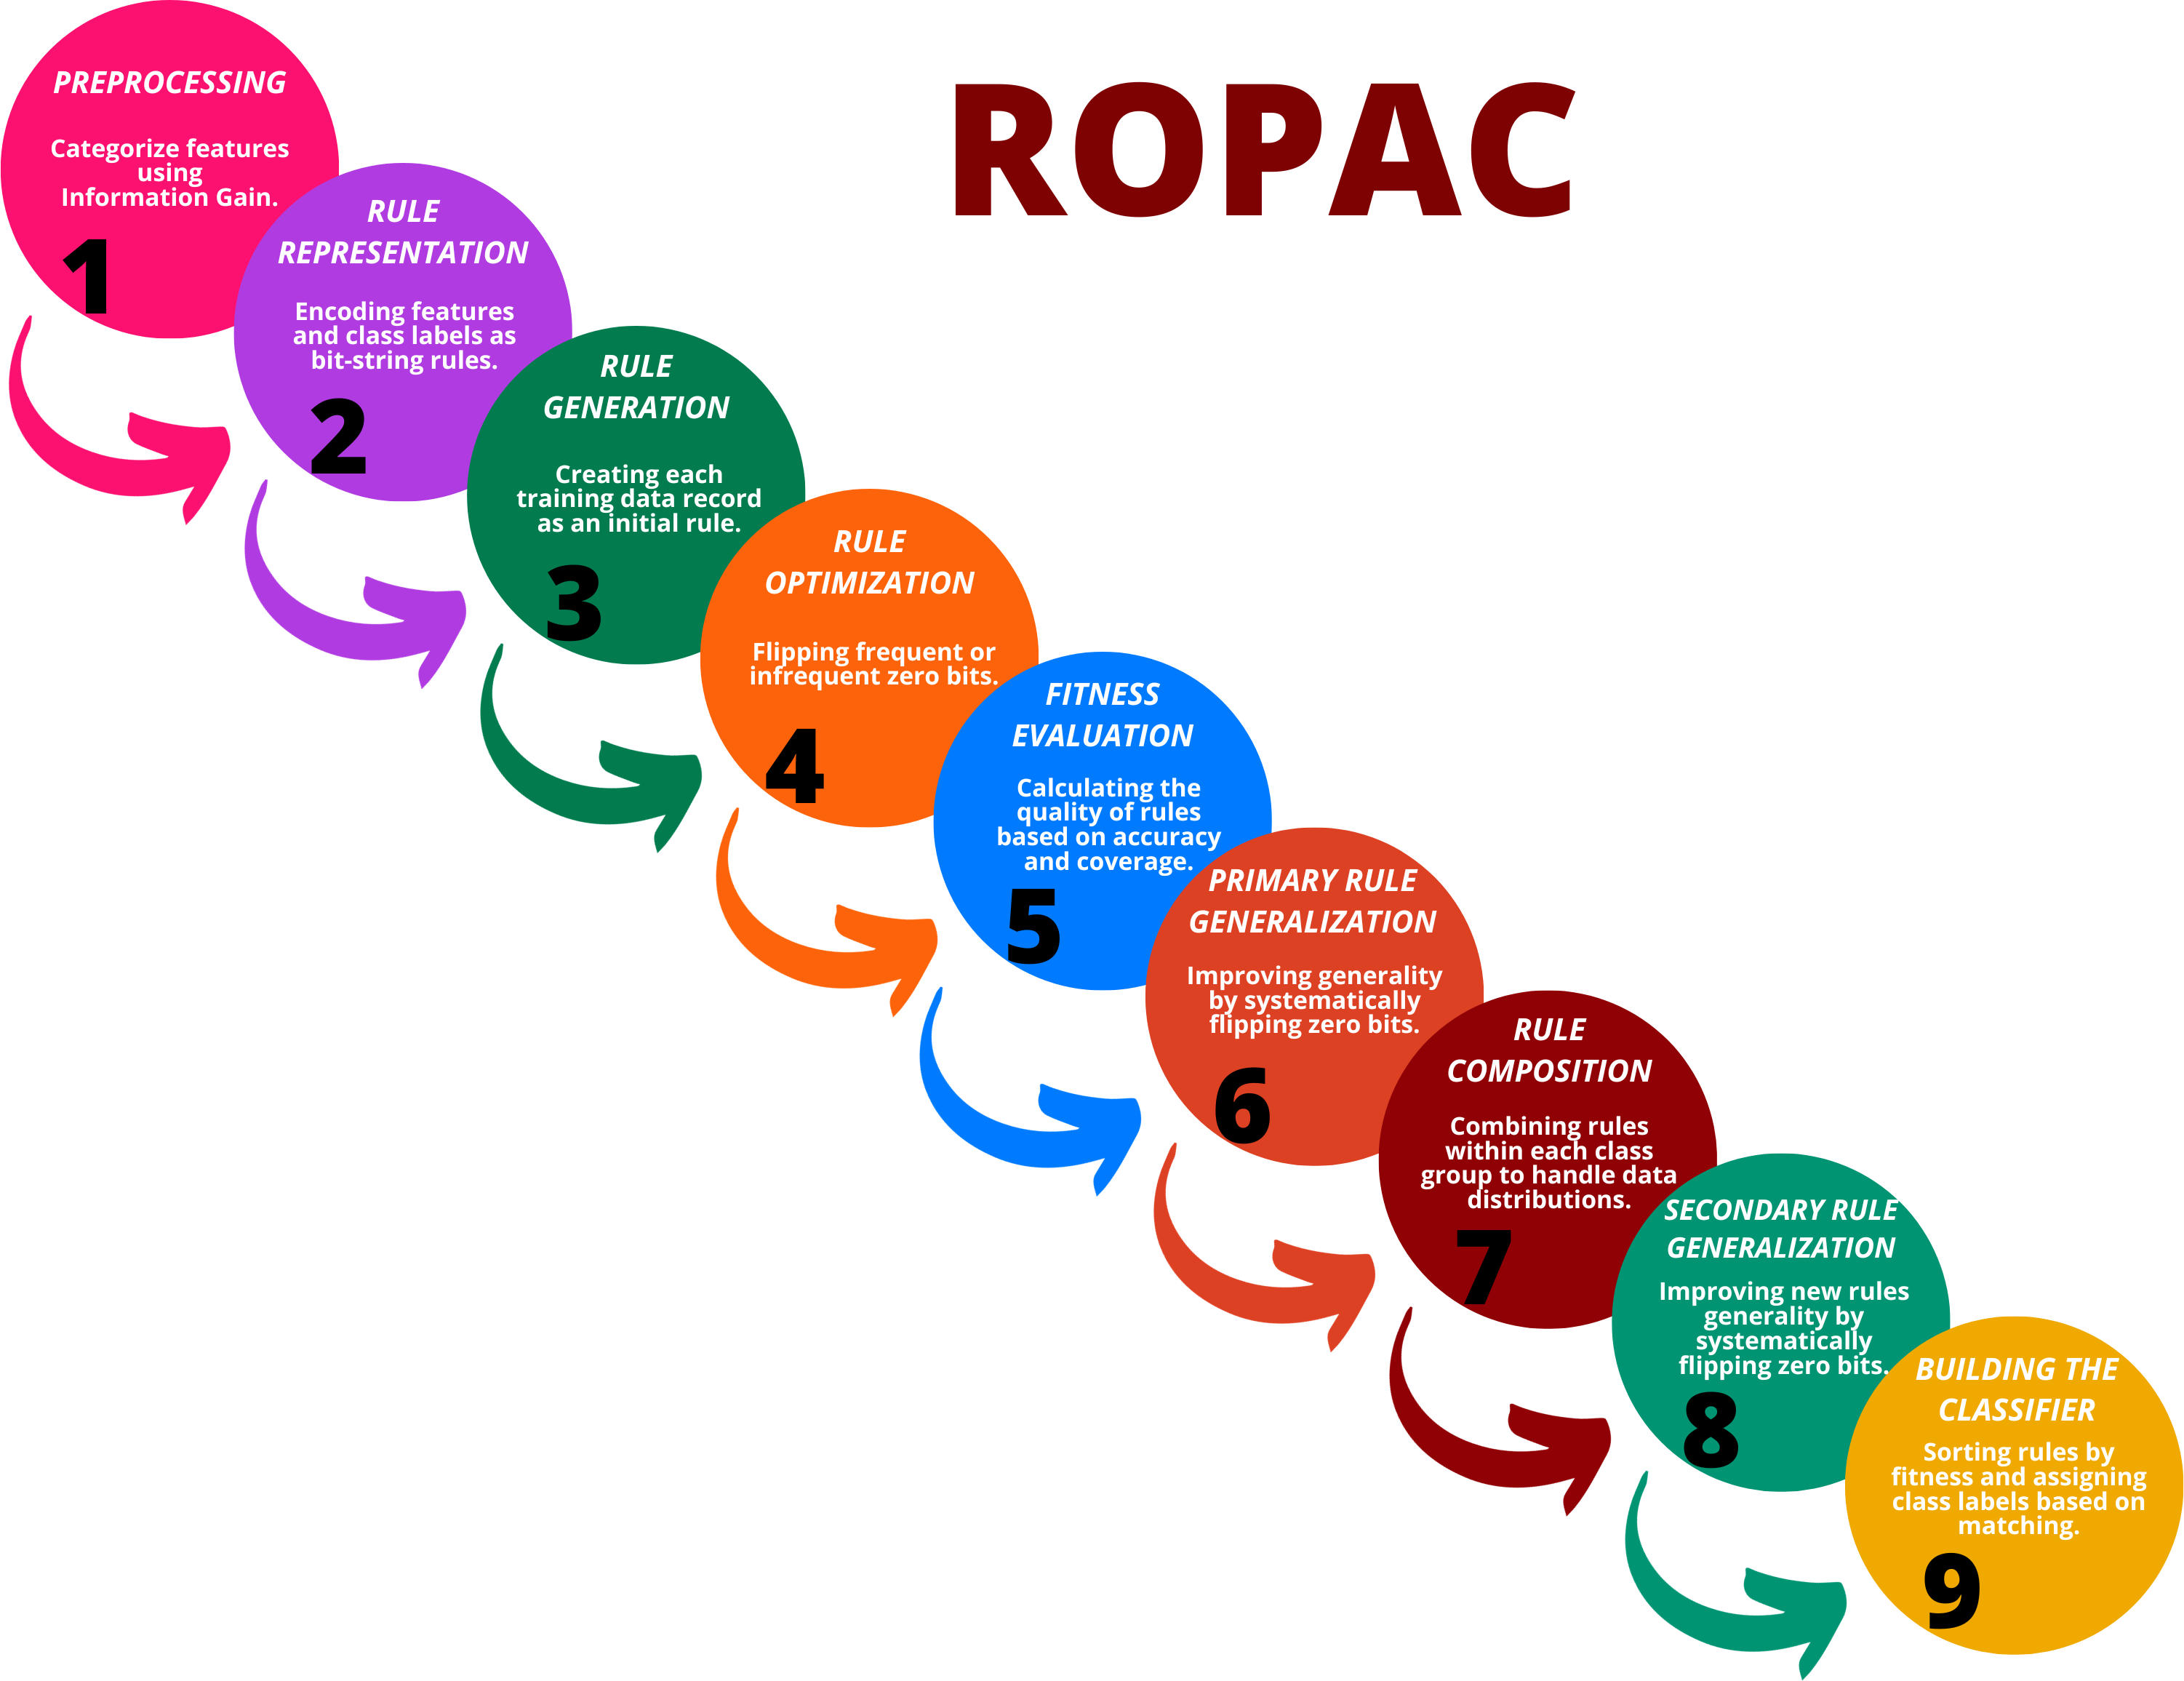 ROPAC
PREPROCESSING
Categorize features
using
Information Gain.
1
RULE
REPRESENTATION
Encoding features
and class labels as
bit-string rules.
2
RULE
GENERATION
Creating each
training data record
as an initial rule.
3
RULE
OPTIMIZATION
Flipping frequent or
infrequent zero bits.
4
FITNESS
EVALUATION
Calculating the
quality of rules
based on accuracy
and coverage.
5
PRIMARY RULE
GENERALIZATION
Improving generality
by systematically
flipping zero bits.
6
RULE
COMPOSITION
Combining rules
within each class
group to handle data
distributions.
7
SECONDARY RULE
GENERALIZATION
Improving new rules
generality by
systematically
flipping zero bits.
8
BUILDING THE
CLASSIFIER
Sorting rules by
fitness and assigning
class labels based on
matching.
9